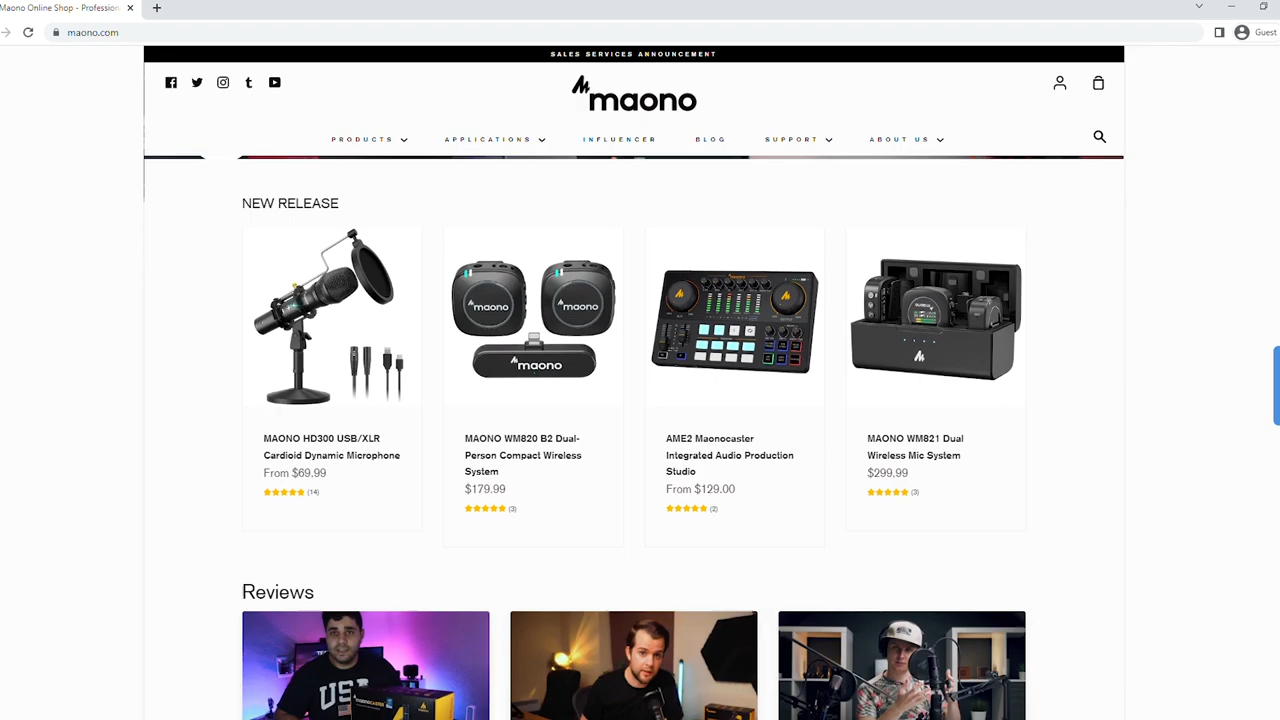 Maono Online Shop - Profession
maono.com
Guest
SALES SERVICES ANNOUNCEMENT
maono
PRODUCTS
APPLICATIONS
INFLUENCER
BLOG
SUPPORT
ABOUT US
NEW RELEASE
maono
maono
maono
MAONO HD300 USB/XLR
Cardioid Dynamic Microphone
From $69.99
(14)
MAONO WM820 B2 Dual-
Person Compact Wireless
System
$179.99
(3)
AME2 Maonocaster
Integrated Audio Production
Studio
From $129.00
(2)
MAONO WM821 Dual
Wireless Mic System
$299.99
(3)
Reviews